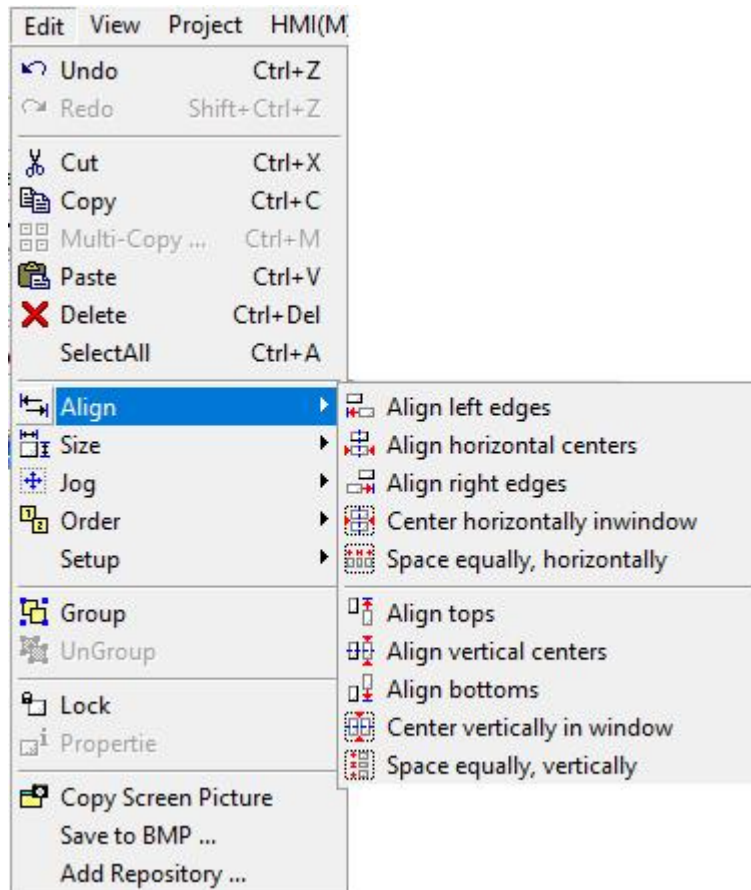 Edit View Project HMI(M
Undo Ctrl+Z
Redo Shift+Ctrl+Z
Cut Ctrl+X
Copy Ctrl+C
Multi-Copy ... Ctrl+M
Paste Ctrl+V
Delete Ctrl+Del
SelectAll Ctrl+A
Align
Size
Jog
Order
Setup
Group
UnGroup
Lock
Propertie
Copy Screen Picture
Save to BMP ...
Add Repository ...
Align left edges
Align horizontal centers
Align right edges
Center horizontally inwindow
Space equally, horizontally
Align tops
Align vertical centers
Align bottoms
Center vertically in window
Space equally, vertically